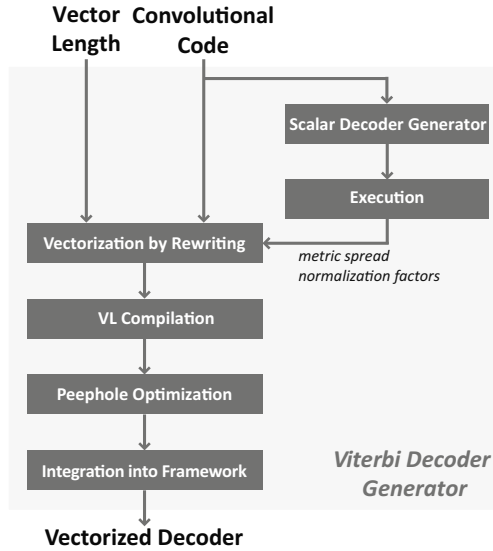 Vector Length
Convolutional Code
Scalar Decoder Generator
Execution
Vectorization by Rewriting
metric spread
normalization factors
VL Compilation
Peephole Optimization
Integration into Framework
Viterbi Decoder
Generator
Vectorized Decoder